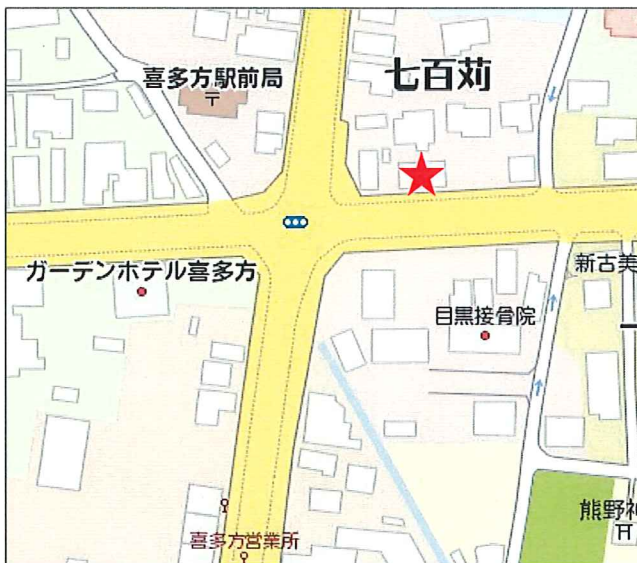 喜多方駅前局
七百苅
ガーデンホテル喜多方
新古美
目黒接骨院
熊野神
喜多方営業所